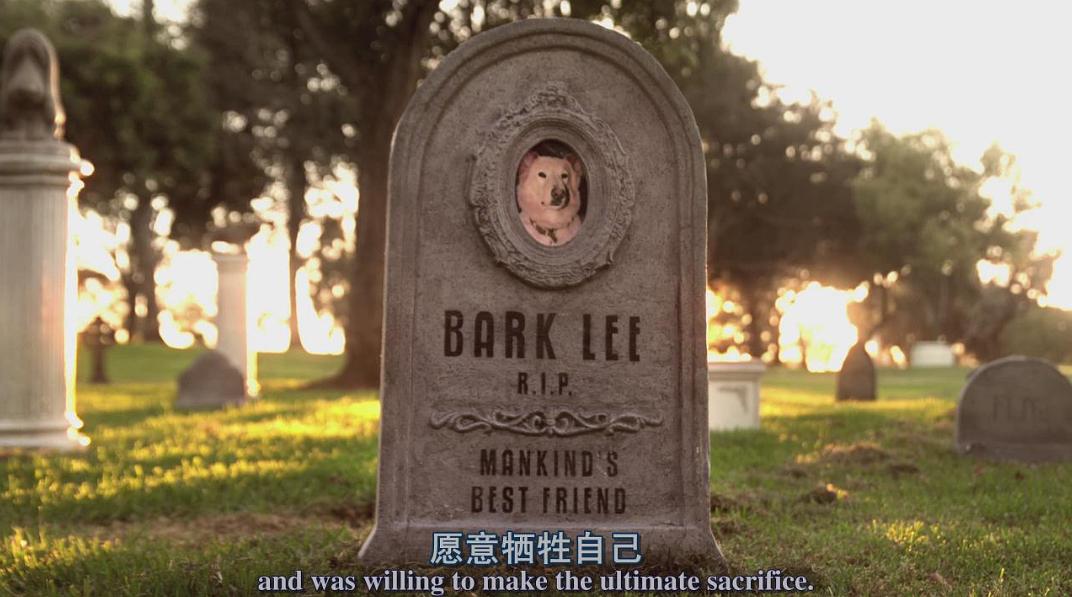 BARK LEE
R.I.P.
MANKIND'S
BEST FRIEND
愿意牺牲自己
and was willing to make the ultimate sacrifice.